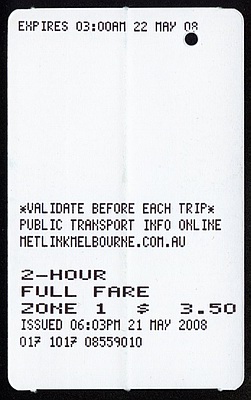 EXPIRES 03:00AM 22 MAY 08
*VALIDATE BEFORE EACH TRIP*
PUBLIC TRANSPORT INFO ONLINE
METLINKMELBOURNE.COM.AU
2-HOUR
FULL FARE
ZONE 1 $ 3.50
ISSUED 06:03PM 21 MAY 2008
017 1017 08559010